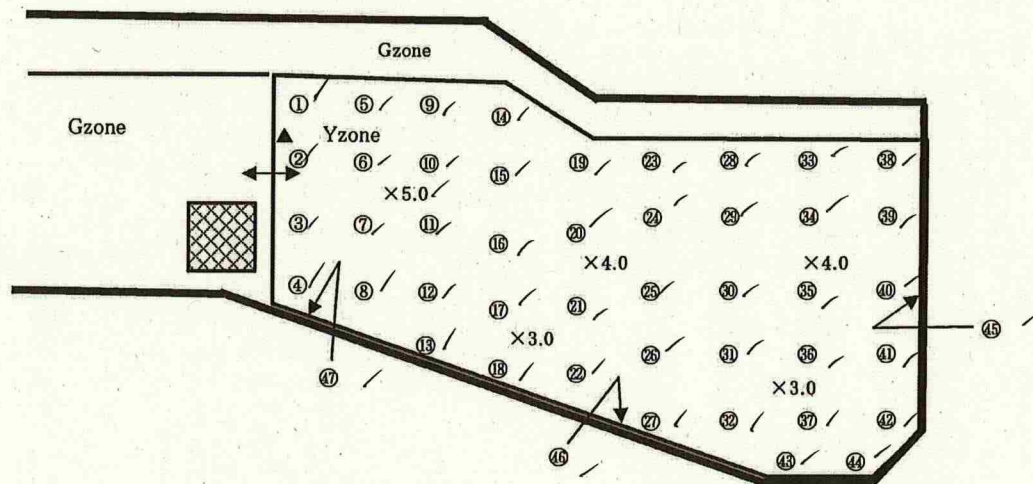 Gzone
Gzone
Yzone
① ⑤ ⑨ ⑭
② ⑥ ⑩ ⑮ ⑲ ㉓ ㉘ ㉝ ㊳
×5.0
③ ⑦ ⑪ ⑯ ⑳ ㉔ ㉙ ㉞ ㊴
×4.0 ×4.0
④ ⑧ ⑫ ⑰ ㉑ ㉕ ㉚ ㉟ ㊵
㊺
×3.0
⑬ ⑱ ㉒ ㉖ ㉛ ㊱ ㊶
㊼
×3.0
㉗ ㉜ ㊲ ㊷
㊻ ㊸ ㊹